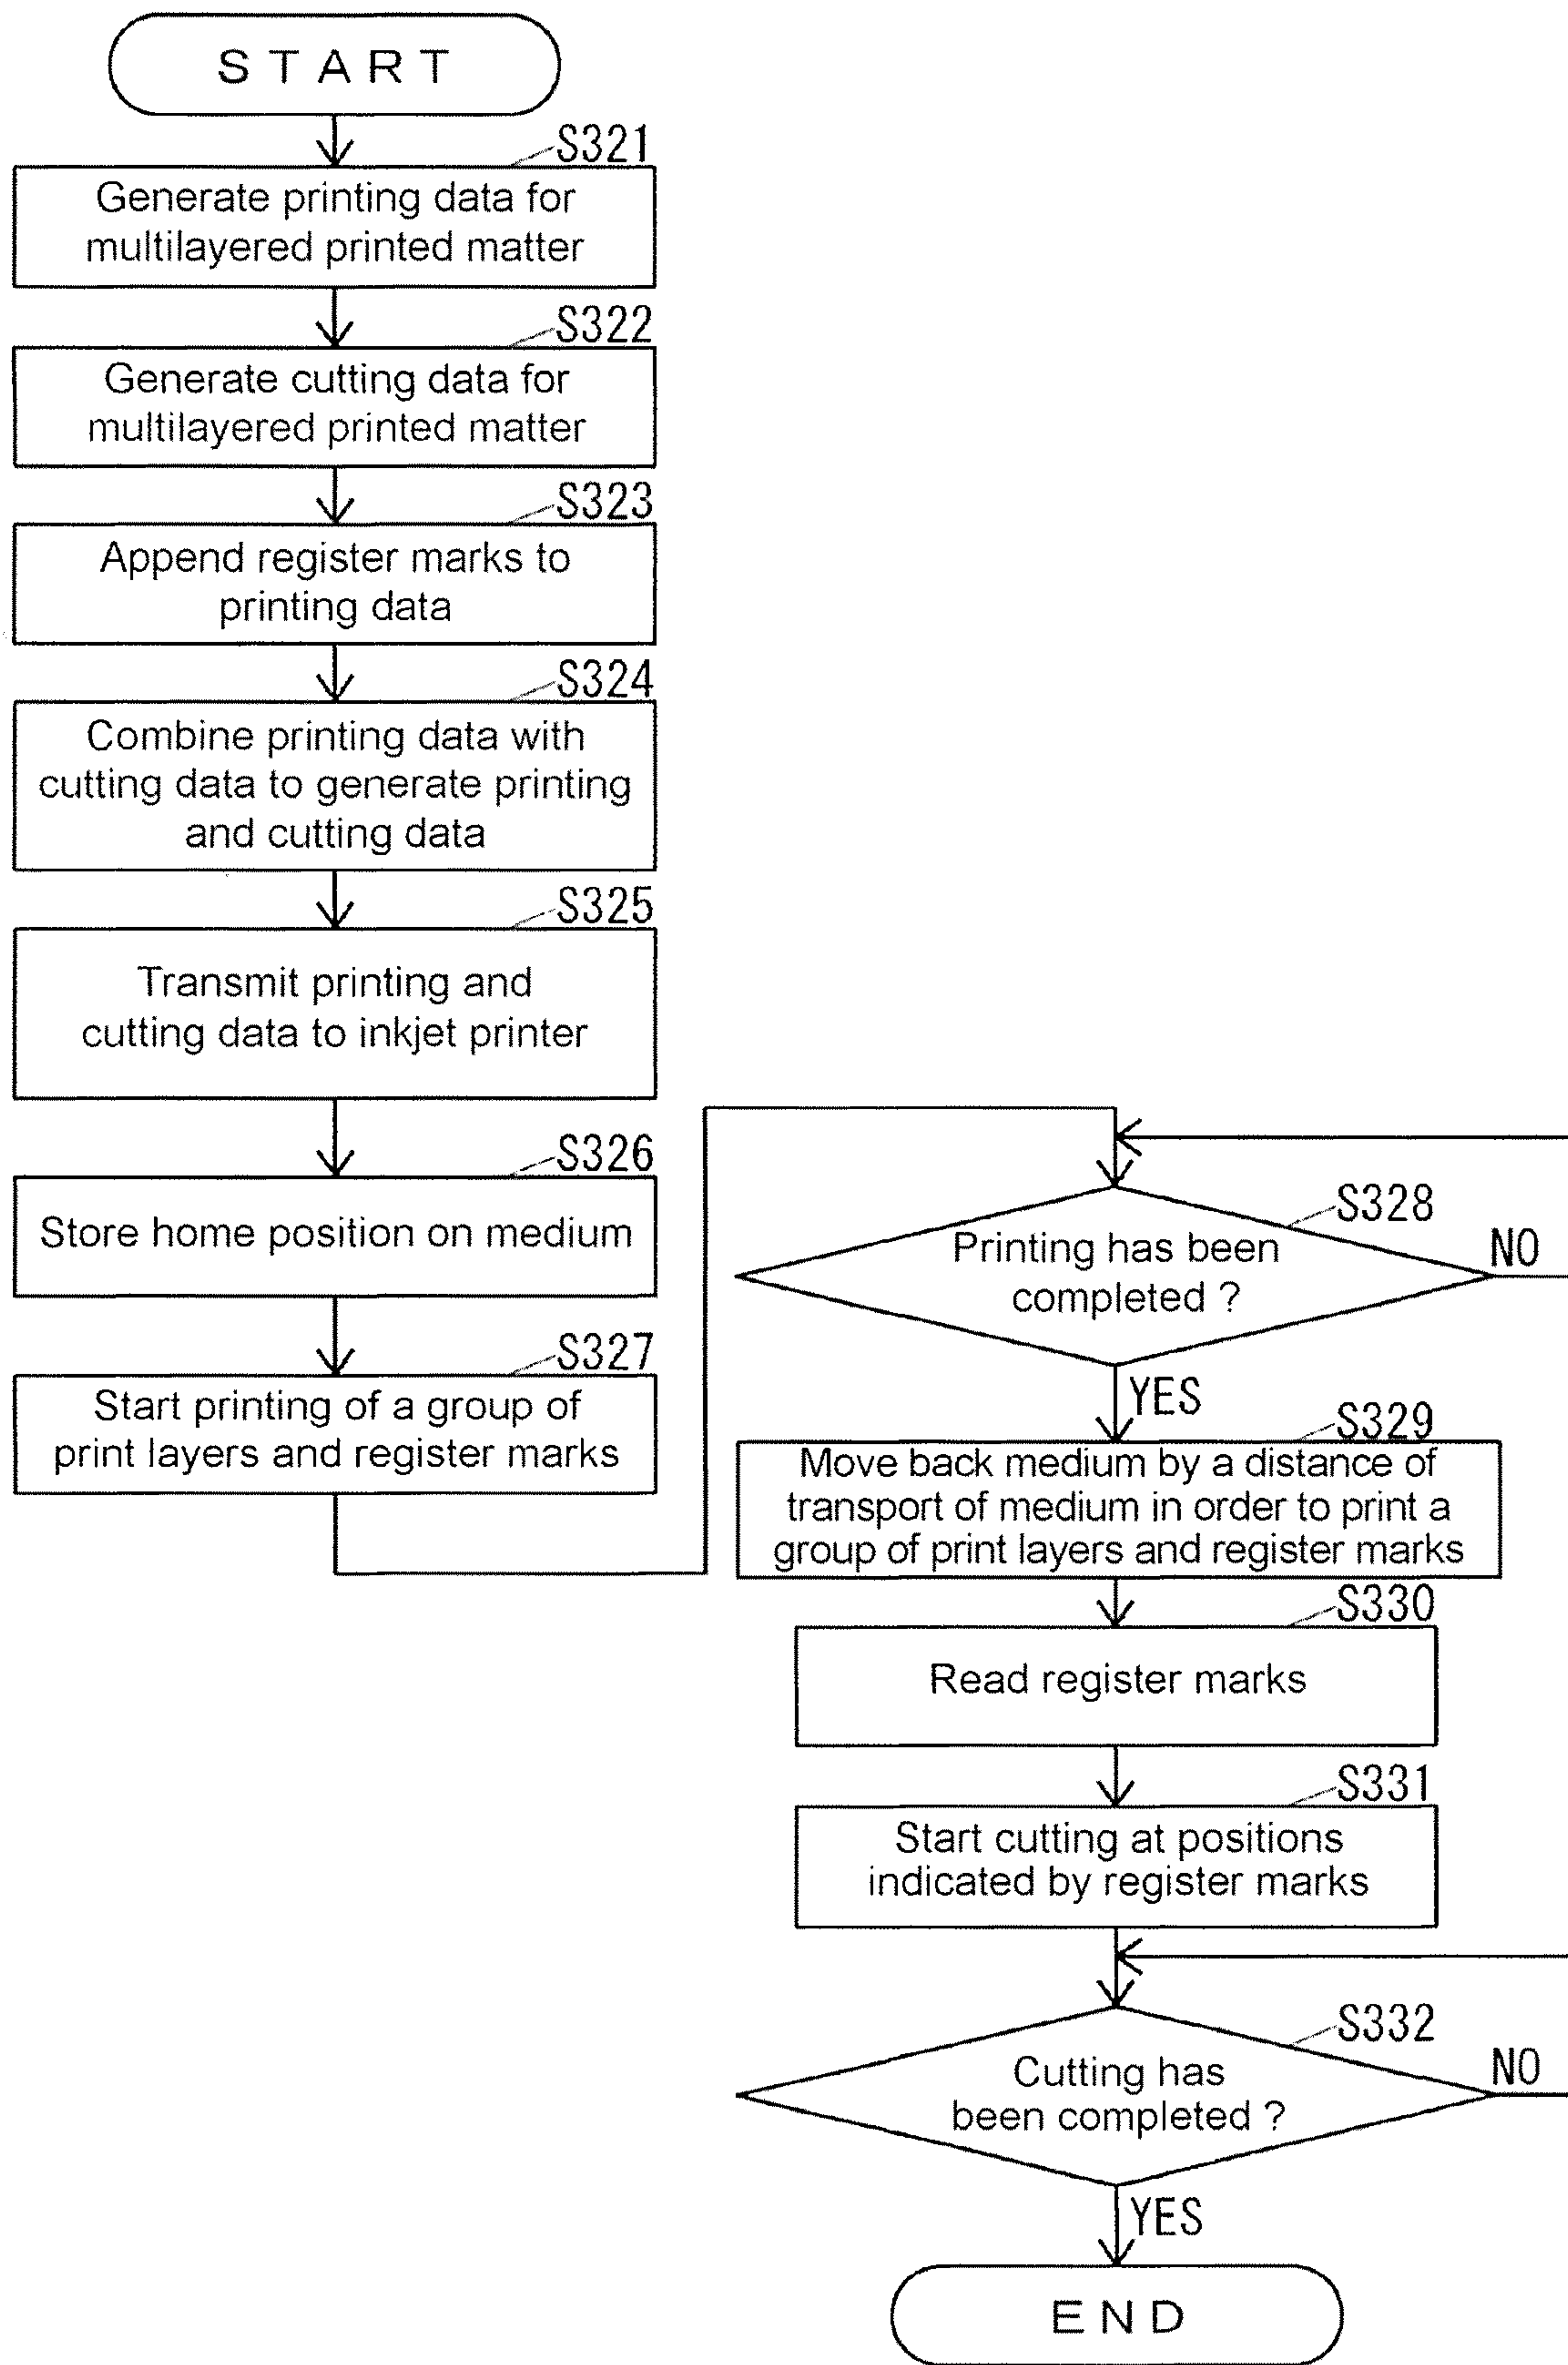 START
S321
Generate printing data for
multilayered printed matter
S322
Generate cutting data for
multilayered printed matter
S323
Append register marks to
printing data
S324
Combine printing data with
cutting data to generate printing
and cutting data
S325
Transmit printing and
cutting data to inkjet printer
S326
Store home position on medium
S327
Start printing of a group of
print layers and register marks
S328
Printing has been
completed ?
NO
YES
S329
Move back medium by a distance of
transport of medium in order to print a
group of print layers and register marks
S330
Read register marks
S331
Start cutting at positions
indicated by register marks
S332
Cutting has
been completed ?
NO
YES
END